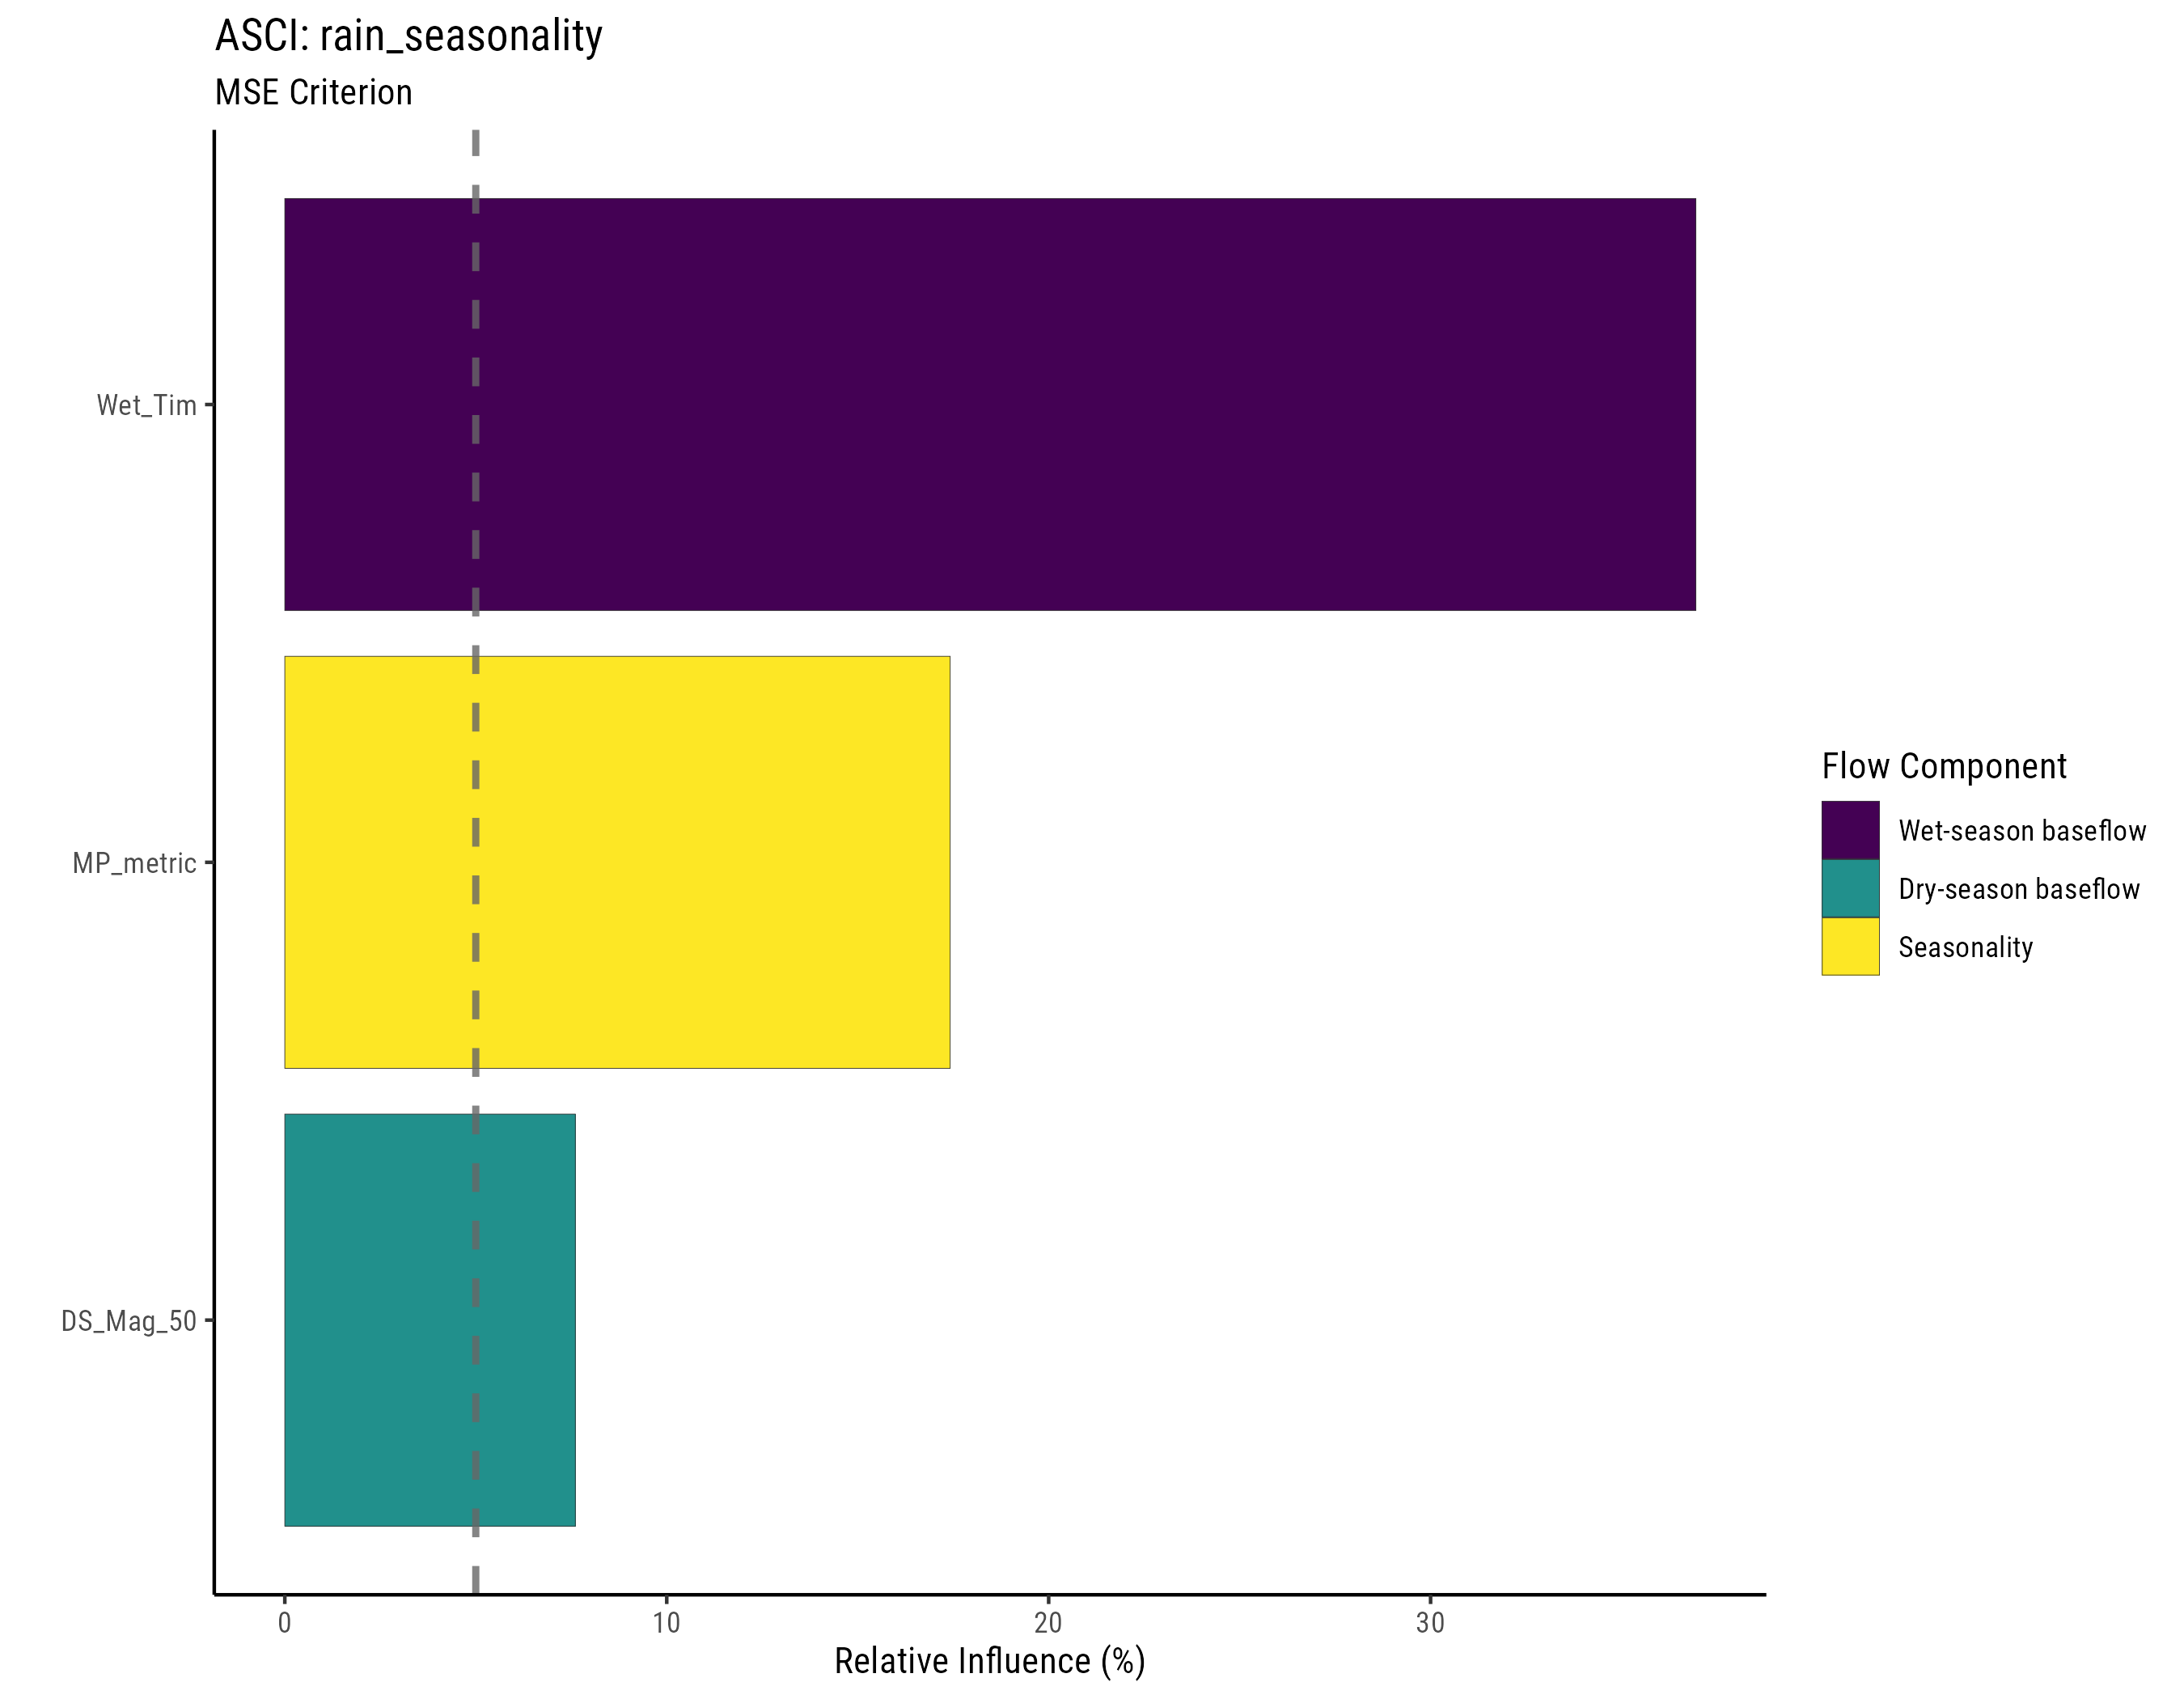 ASCI: rain_seasonality
MSE Criterion
Wet_Tim
MP_metric
DS_Mag_50
0 10 20 30
Relative Influence (%)
Flow Component
Wet-season baseflow
Dry-season baseflow
Seasonality